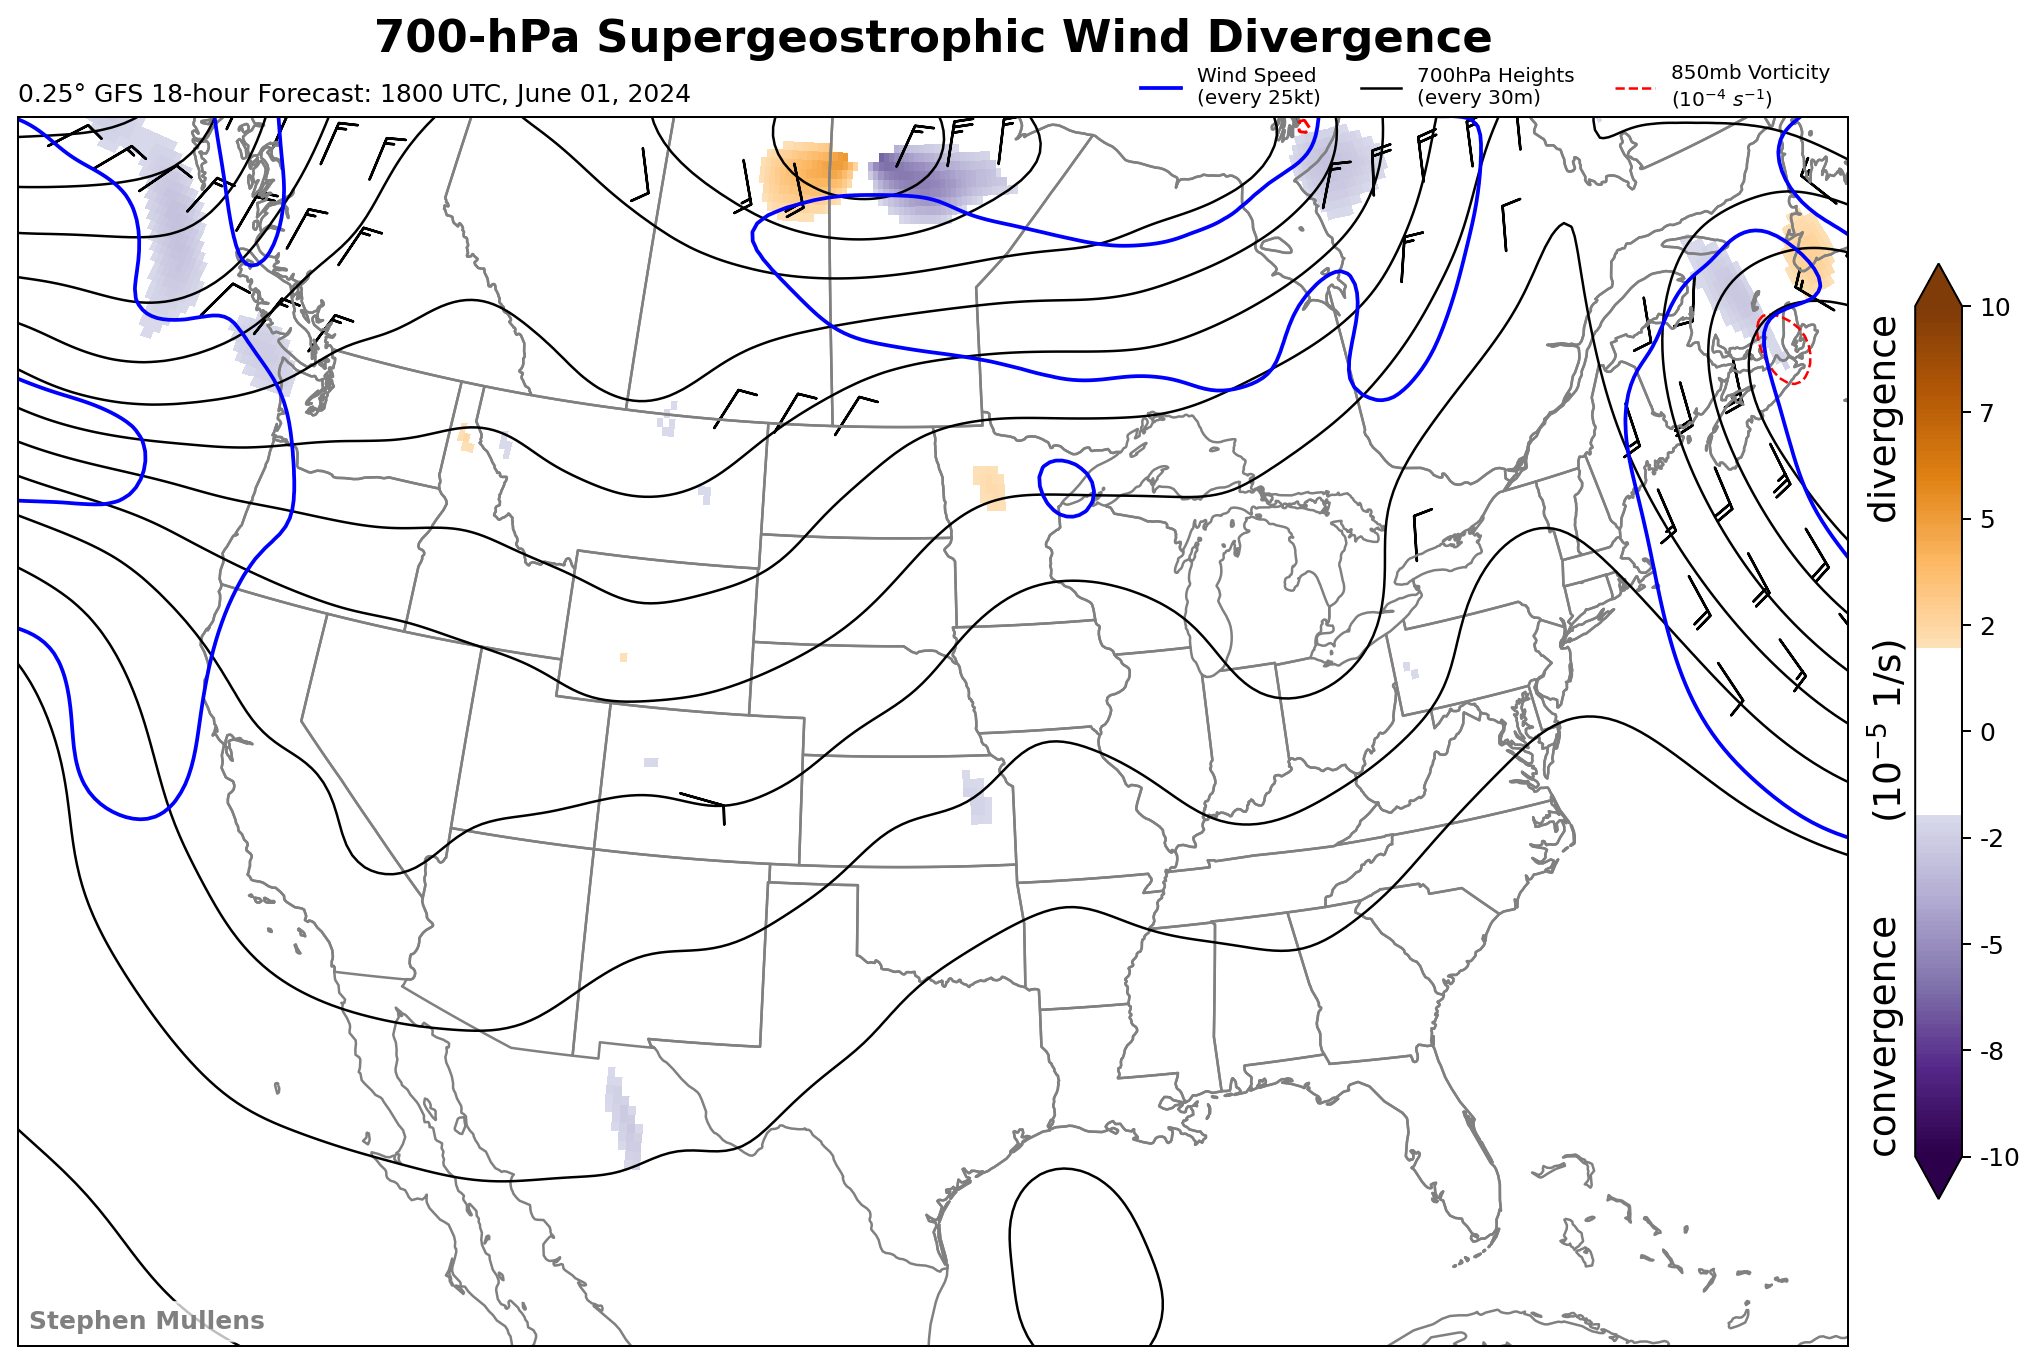 700-hPa Supergeostrophic Wind Divergence
0.25° GFS 18-hour Forecast: 1800 UTC, June 01, 2024
Wind Speed
(every 25kt)
700hPa Heights
(every 30m)
850mb Vorticity
(10⁻⁴ s⁻¹)
10
7
5
2
0
-2
-5
-8
-10
convergence (10⁻⁵ 1/s) divergence
Stephen Mullens